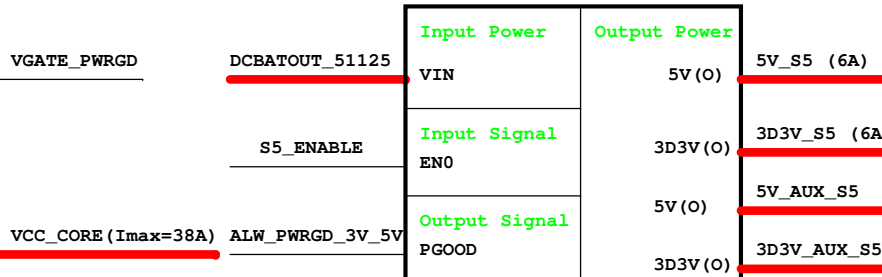 Input Power
Output Power
VGATE_PWRGD
DCBATOUT_51125
VIN
5V(O)
5V_S5 (6A)
Input Signal
S5_ENABLE
EN0
3D3V(O)
3D3V_S5 (6A
5V(O)
5V_AUX_S5
Output Signal
VCC_CORE(Imax=38A)
ALW_PWRGD_3V_5V
PGOOD
3D3V(O)
3D3V_AUX_S5